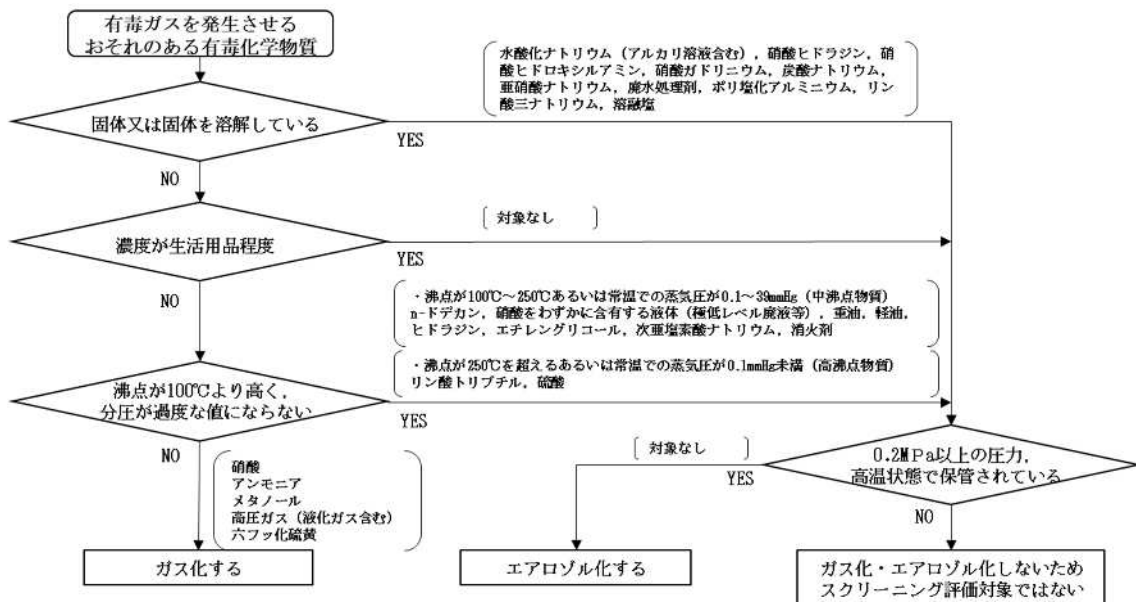 有毒ガスを発生させる
おそれのある有毒化学物質
水酸化ナトリウム（アルカリ溶液含む），硝酸ヒドラジン，硝
酸ヒドロキシルアミン，硝酸ガドリニウム，炭酸ナトリウム，
亜硝酸ナトリウム，廃水処理剤，ポリ塩化アルミニウム，リン
酸三ナトリウム，溶融塩
固体又は固体を溶解している
YES
NO
対象なし
濃度が生活用品程度
YES
NO
・沸点が100℃～250℃あるいは常温での蒸気圧が0.1～39mmHg（中沸点物質）
n-ドデカン，硝酸をわずかに含有する液体（極低レベル廃液等），重油，軽油，
ヒドラジン，エチレングリコール，次亜塩素酸ナトリウム，消火剤
・沸点が250℃を超えるあるいは常温での蒸気圧が0.1mmHg未満（高沸点物質）
リン酸トリブチル，硫酸
沸点が100℃より高く，
分圧が過度な値にならない
YES
NO
対象なし
0.2MPa以上の圧力，
高温状態で保管されている
YES
NO
硝酸
アンモニア
メタノール
高圧ガス（液化ガス含む）
六フッ化硫黄
ガス化する
エアロゾル化する
ガス化・エアロゾル化しないため
スクリーニング評価対象ではない